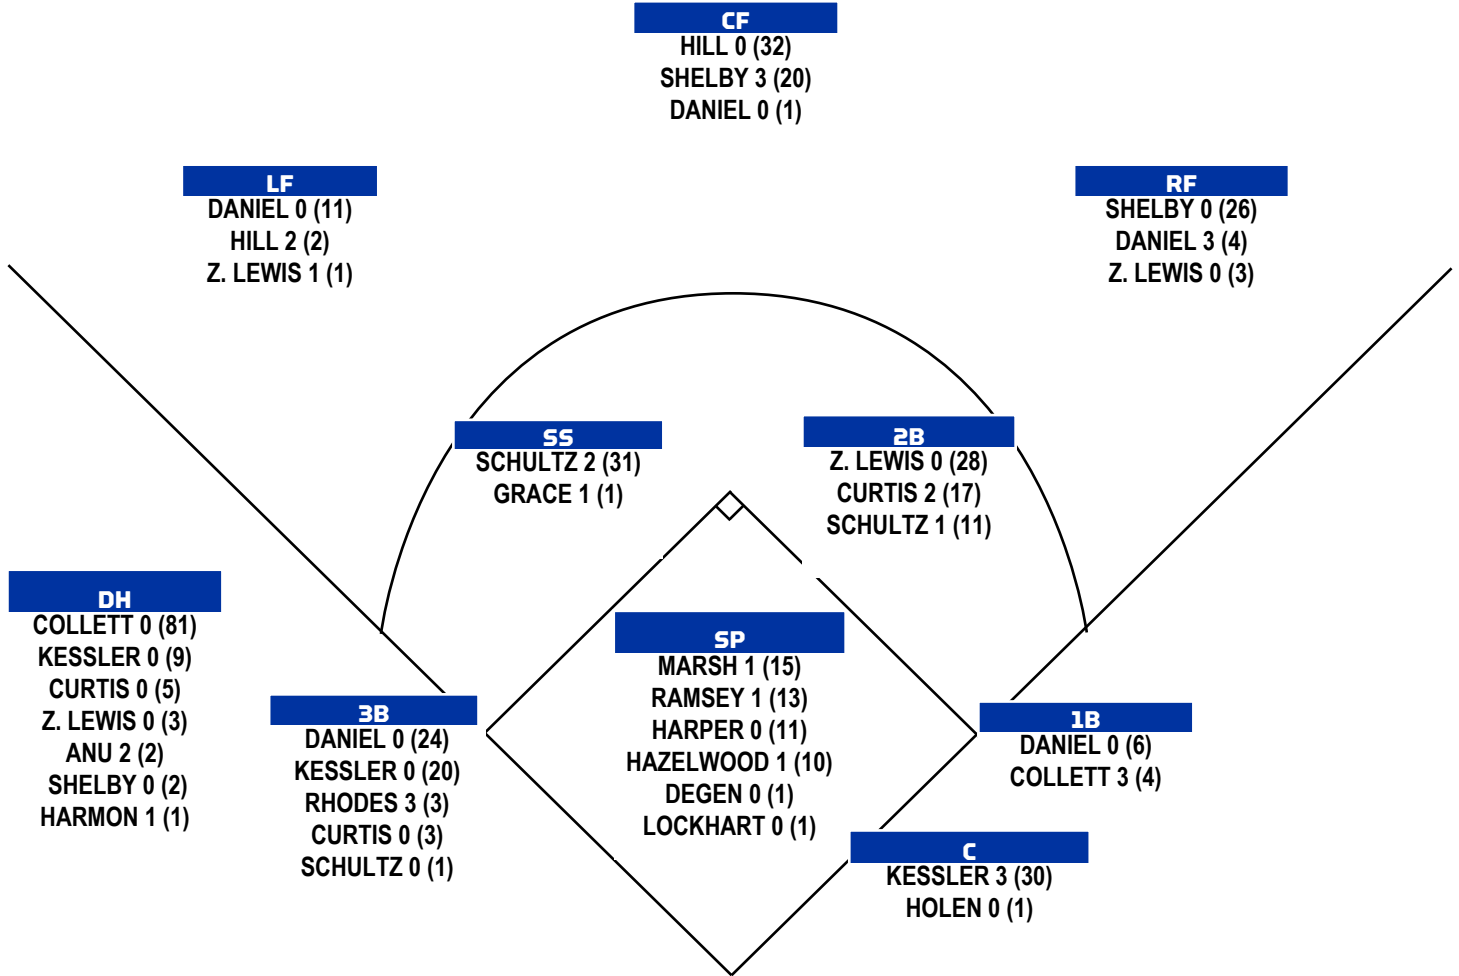 CF
HILL 0 (32)
SHELBY 3 (20)
DANIEL 0 (1)
LF
DANIEL 0 (11)
HILL 2 (2)
Z. LEWIS 1 (1)
RF
SHELBY 0 (26)
DANIEL 3 (4)
Z. LEWIS 0 (3)
SS
SCHULTZ 2 (31)
GRACE 1 (1)
2B
Z. LEWIS 0 (28)
CURTIS 2 (17)
SCHULTZ 1 (11)
DH
COLLETT 0 (81)
KESSLER 0 (9)
CURTIS 0 (5)
Z. LEWIS 0 (3)
ANU 2 (2)
SHELBY 0 (2)
HARMON 1 (1)
3B
DANIEL 0 (24)
KESSLER 0 (20)
RHODES 3 (3)
CURTIS 0 (3)
SCHULTZ 0 (1)
SP
MARSH 1 (15)
RAMSEY 1 (13)
HARPER 0 (11)
HAZELWOOD 1 (10)
DEGEN 0 (1)
LOCKHART 0 (1)
1B
DANIEL 0 (6)
COLLETT 3 (4)
C
KESSLER 3 (30)
HOLEN 0 (1)